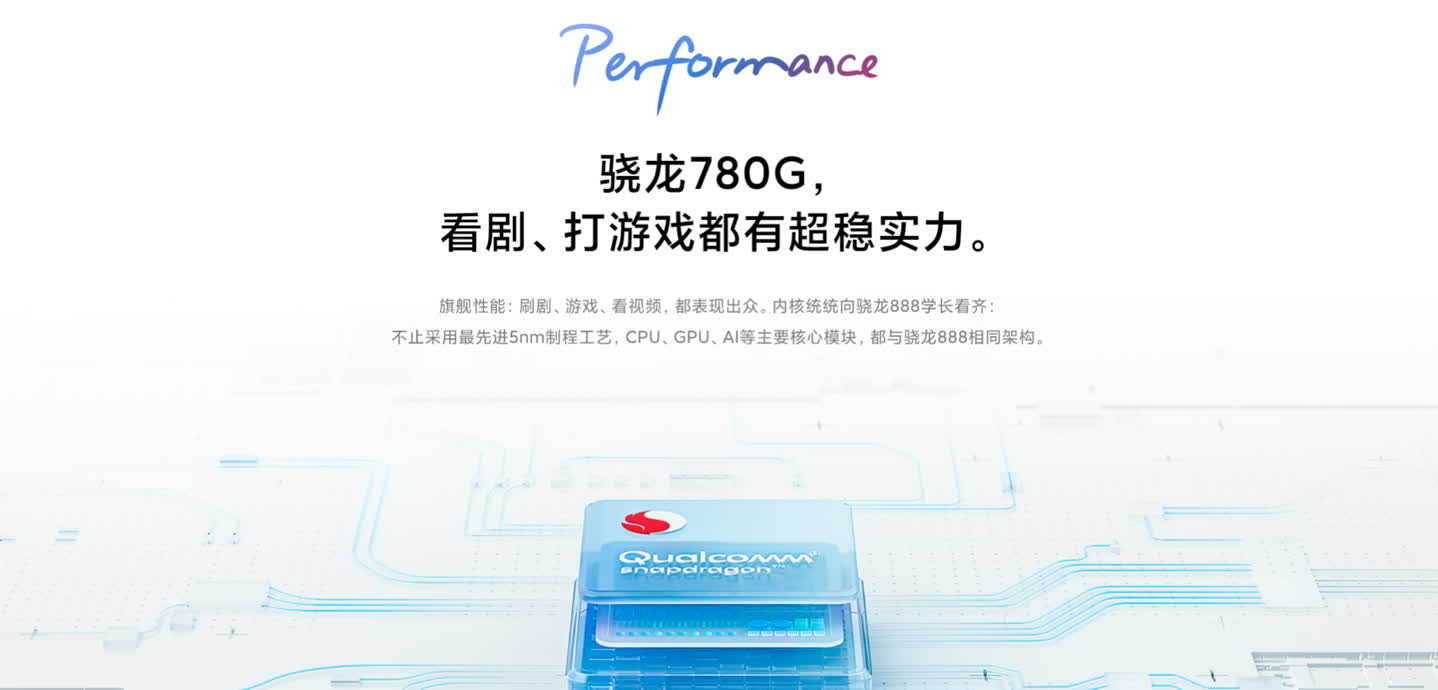 Performance
骁龙780G，
看剧、打游戏都有超稳实力。
旗舰性能：刷剧、游戏、看视频，都表现出众。内核统统向骁龙888学长看齐：
不止采用最先进5nm制程工艺，CPU、GPU、AI等主要核心模块，都与骁龙888相同架构。
Qualcomm
snapdragon™